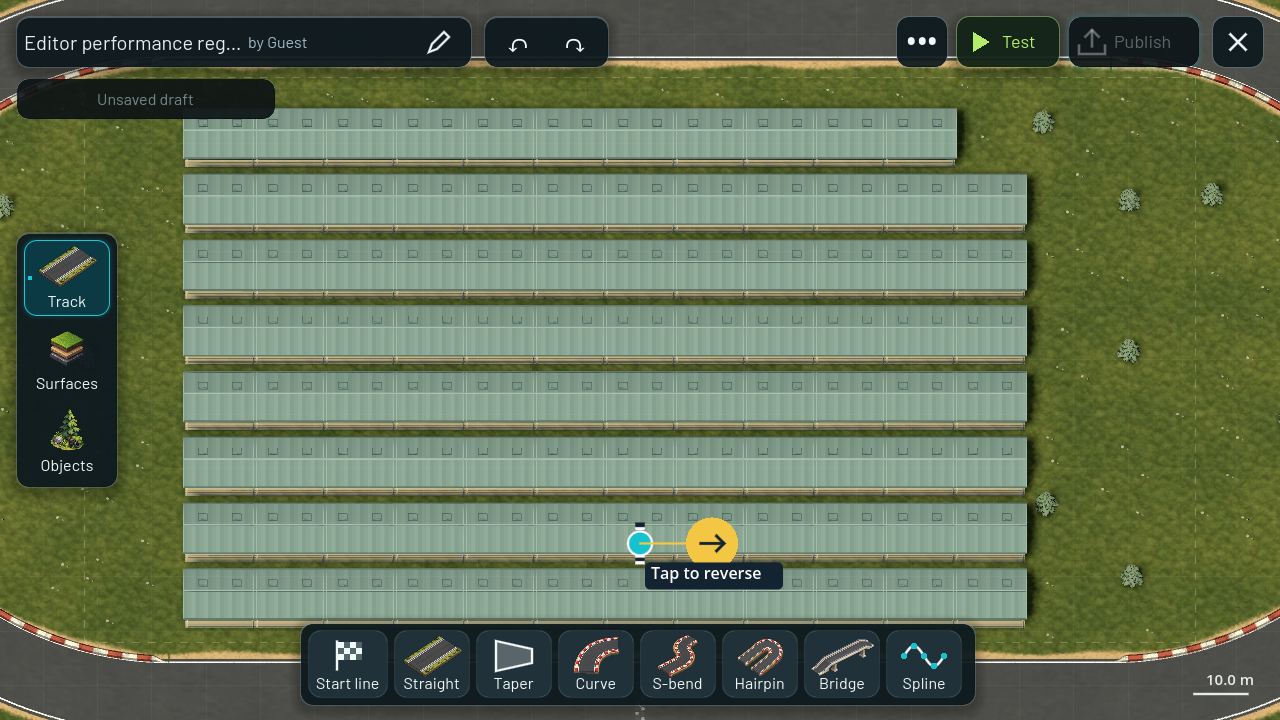 Editor performance reg... by Guest
Test
Publish
Unsaved draft
Track
Surfaces
Objects
Tap to reverse
Start line
Straight
Taper
Curve
S-bend
Hairpin
Bridge
Spline
10.0 m